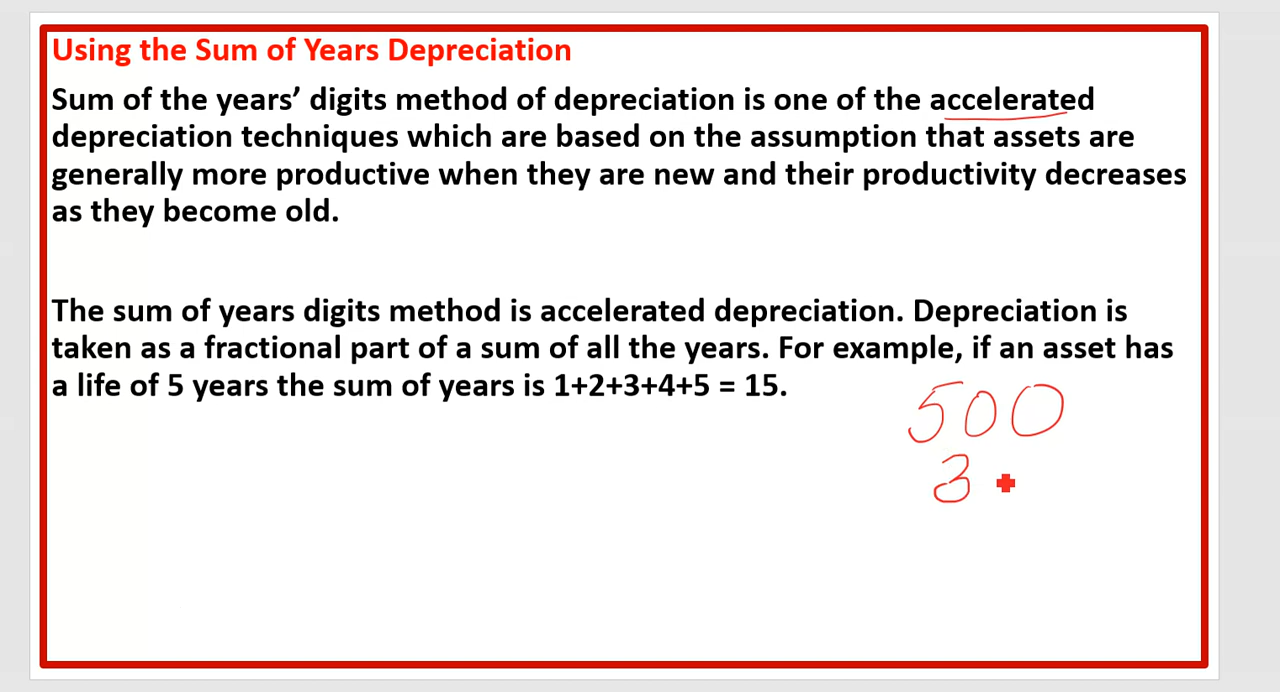 Using the Sum of Years Depreciation
Sum of the years’ digits method of depreciation is one of the accelerated
depreciation techniques which are based on the assumption that assets are
generally more productive when they are new and their productivity decreases
as they become old.
The sum of years digits method is accelerated depreciation. Depreciation is
taken as a fractional part of a sum of all the years. For example, if an asset has
a life of 5 years the sum of years is 1+2+3+4+5 = 15.
500
3